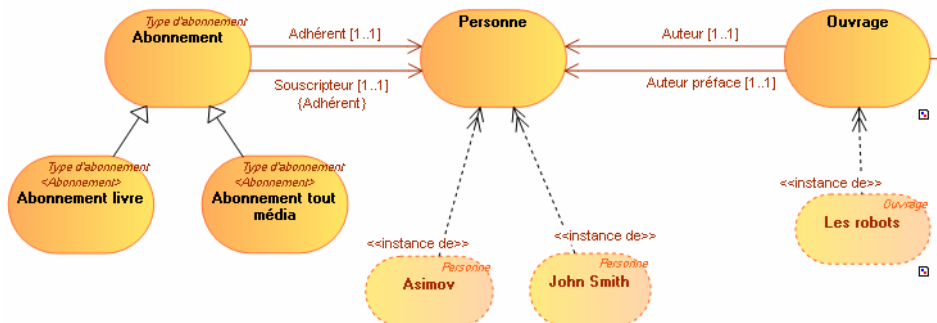 Type d'abonnement
Abonnement
Adhérent [1..1]
Souscripteur [1..1]
{Adhérent}
Personne
Auteur [1..1]
Auteur préface [1..1]
Ouvrage
Type d'abonnement
<Abonnement>
Abonnement livre
Type d'abonnement
<Abonnement>
Abonnement tout
média
<<instance de>>
Personne
Asimov
<<instance de>>
Personne
John Smith
<<instance de>>
Ouvrage
Les robots